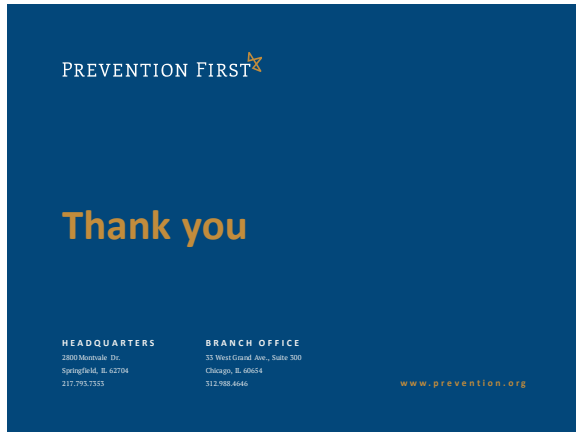 PREVENTION FIRST
Thank you
HEADQUARTERS
2800 Montvale Dr.
Springfield, IL 62704
217.793.7353
BRANCH OFFICE
33 West Grand Ave., Suite 300
Chicago, IL 60654
312.988.4646
www.prevention.org